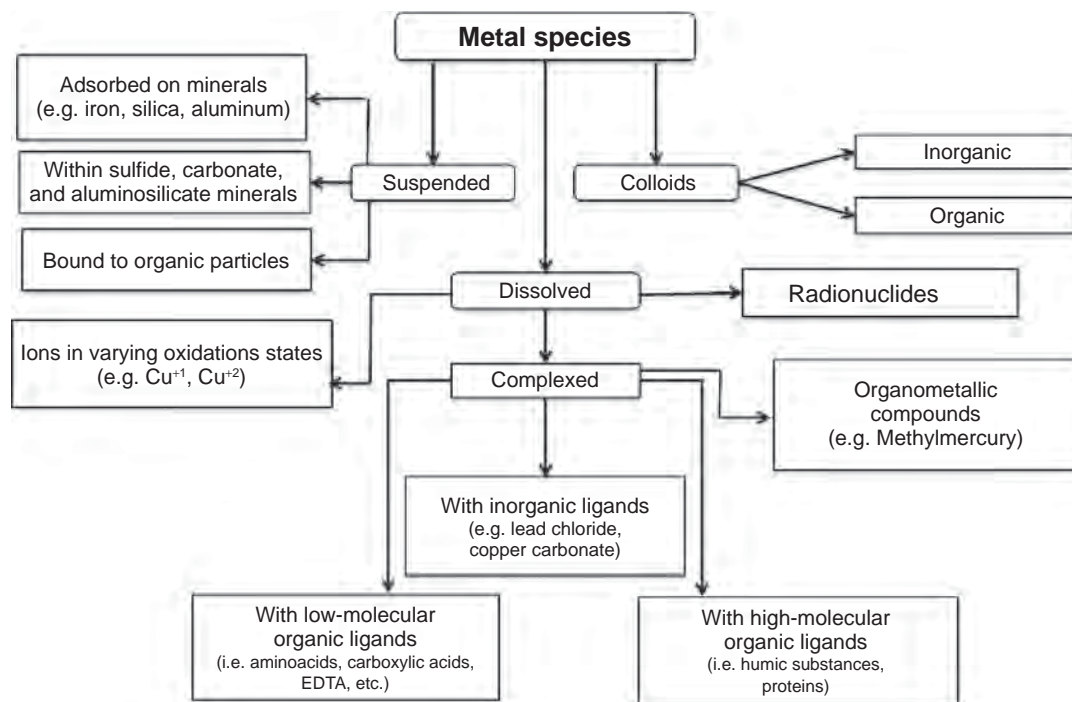 Metal species
Adsorbed on minerals
(e.g. iron, silica, aluminum)
Within sulfide, carbonate,
and aluminosilicate minerals
Bound to organic particles
Suspended
Colloids
Inorganic
Organic
Dissolved
Radionuclides
Ions in varying oxidations states
(e.g. Cu⁺¹, Cu⁺²)
Complexed
Organometallic
compounds
(e.g. Methylmercury)
With inorganic ligands
(e.g. lead chloride,
copper carbonate)
With low-molecular
organic ligands
(i.e. aminoacids, carboxylic acids,
EDTA, etc.)
With high-molecular
organic ligands
(i.e. humic substances,
proteins)